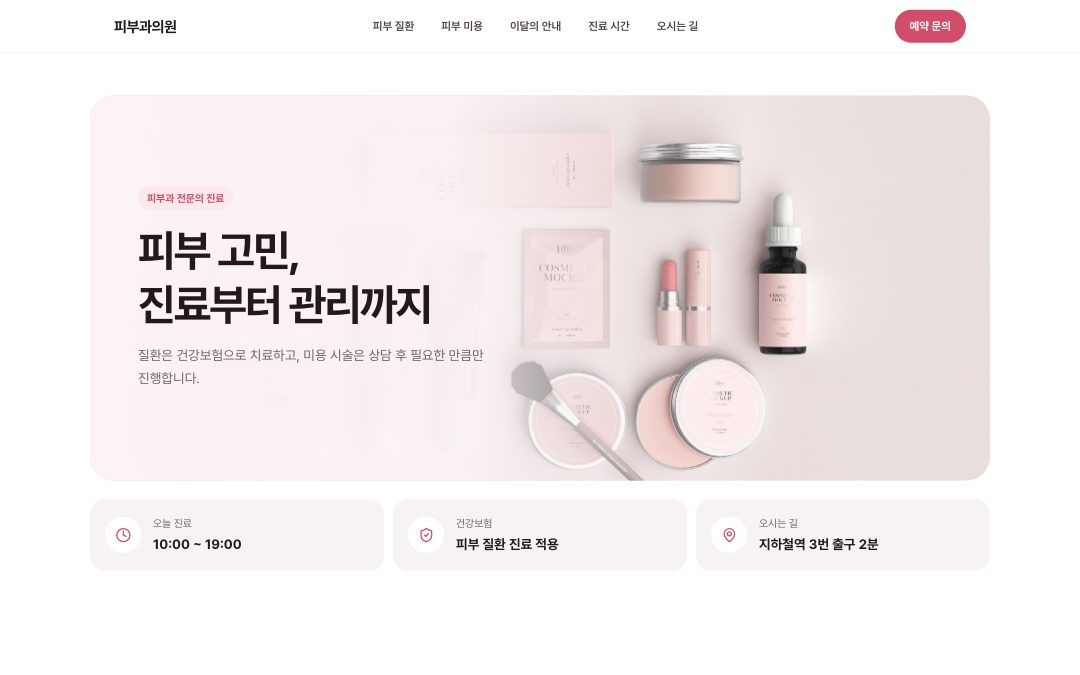 피부과의원
피부 질환
피부 미용
이달의 안내
진료 시간
오시는 길
예약 문의
피부과 전문의 진료
피부 고민,
진료부터 관리까지
질환은 건강보험으로 치료하고, 미용 시술은 상담 후 필요한 만큼만
진행합니다.
오늘 진료
10:00 ~ 19:00
건강보험
피부 질환 진료 적용
오시는 길
지하철역 3번 출구 2분